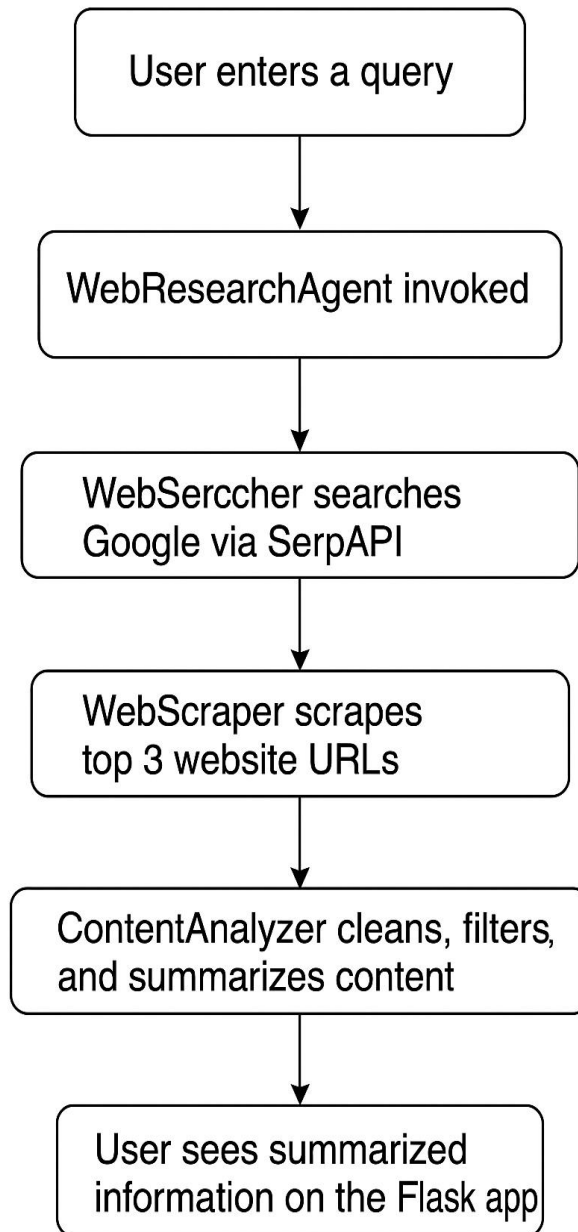 User enters a query
WebResearchAgent invoked
WebSerccher searches
Google via SerpAPI
WebScraper scrapes
top 3 website URLs
ContentAnalyzer cleans, filters,
and summarizes content
User sees summarized
information on the Flask app